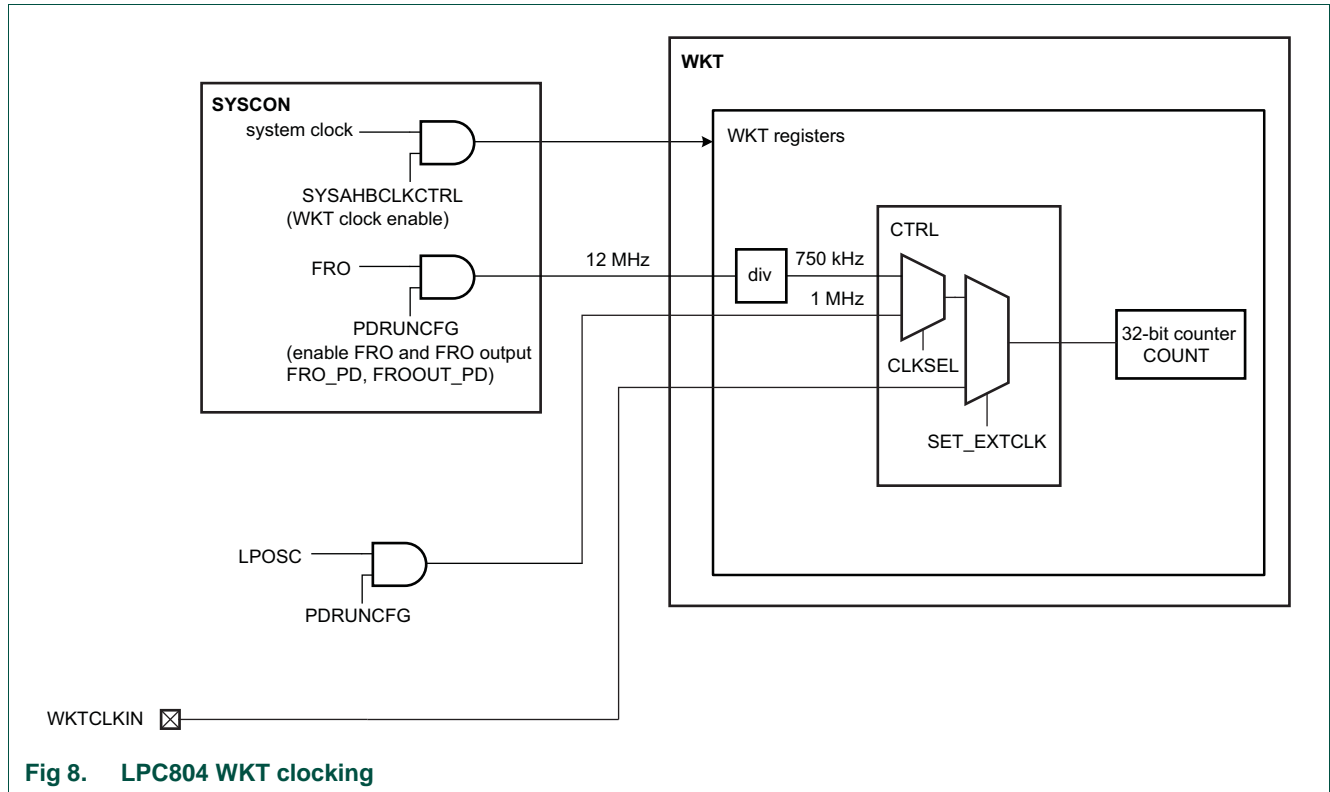 WKT
SYSCON
system clock
WKT registers
SYSAHBCLKCTRL
(WKT clock enable)
CTRL
FRO
12 MHz
div
750 kHz
1 MHz
PDRUNCFG
(enable FRO and FRO output
FRO_PD, FROOUT_PD)
CLKSEL
32-bit counter
COUNT
SET_EXTCLK
LPOSC
PDRUNCFG
WKTCLKIN
Fig 8. LPC804 WKT clocking